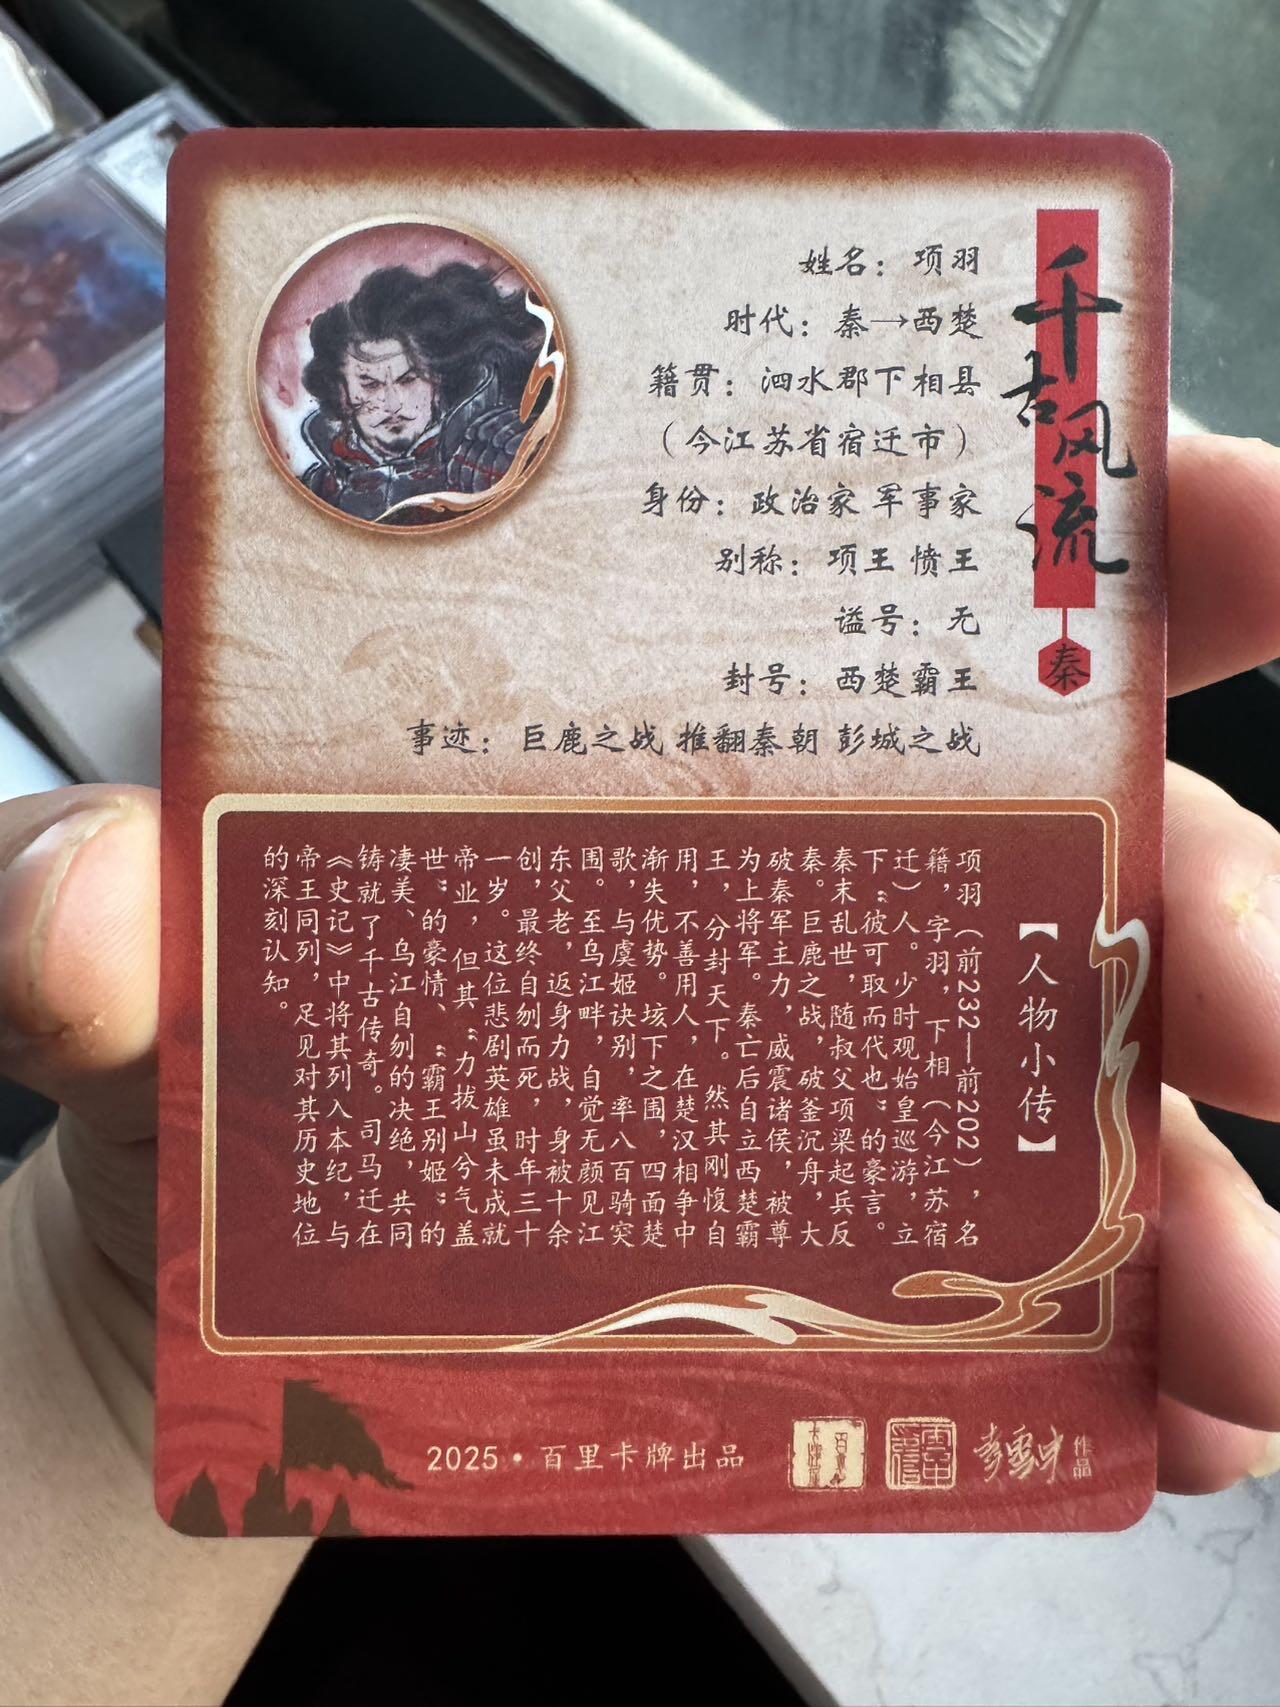 千古风流
秦
姓名：项羽
时代：秦→西楚
籍贯：泗水郡下相县
（今江苏省宿迁市）
身份：政治家 军事家
别称：项王 愤王
谥号：无
封号：西楚霸王
事迹：巨鹿之战 推翻秦朝 彭城之战
【人物小传】
项羽（前232—前202），名
籍，字羽，下相（今江苏宿
迁）人。少时观始皇巡游，立
下“彼可取而代也”的豪言。
秦末乱世，随叔父项梁起兵反
秦。巨鹿之战，破釜沉舟，大
破秦军主力，威震诸侯，被尊
为上将军。秦亡后自立西楚霸
王，分封天下。然其刚愎自
用，不善用人，在楚汉相争中
渐失优势。垓下之围，四面楚
歌，与虞姬诀别，率八百骑突
围。至乌江畔，自觉无颜见江
东父老，返身力战，身被十余
创，最终自刎而死，时年三十
一岁。这位悲剧英雄虽未成就
帝业，但其“力拔山兮气盖
世”的豪情、“霸王别姬”的
凄美、乌江自刎的决绝，共同
铸就了千古传奇。司马迁在
《史记》中将其列入本纪，与
帝王同列，足见对其历史地位
的深刻认知。
2025·百里卡牌出品
作品